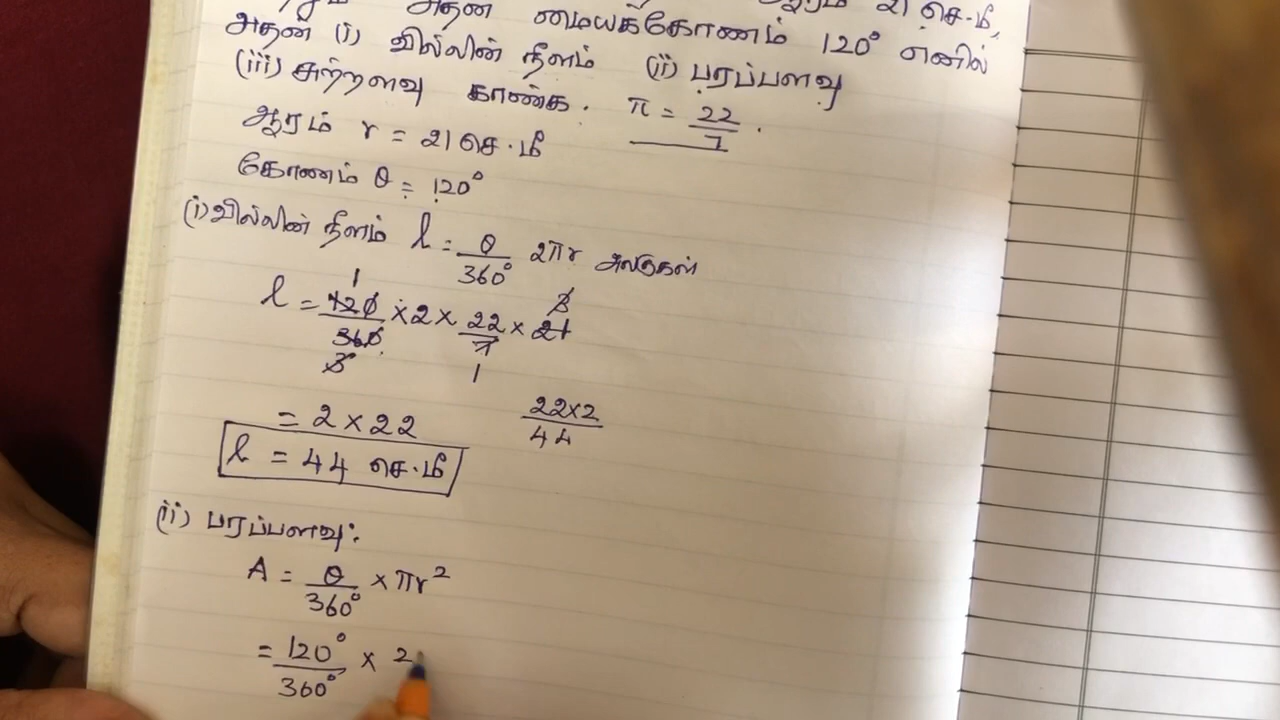 அதன் மையக்கோணம் 120° எனில்
அதன் (i) வில்லின் நீளம் (ii) பரப்பளவு
(iii) சுற்றளவு காண்க. π = 22/7.
ஆரம் r = 21 செ.மீ
கோணம் θ = 120°
(i) வில்லின் நீளம் l = θ/360° 2πr அலகுகள்
l = 120/360 × 2 × 22/7 × 21
= 2 × 22 22×2
l = 44 செ.மீ 44
(ii) பரப்பளவு:
A = θ/360° × πr²
= 120°/360° × 2